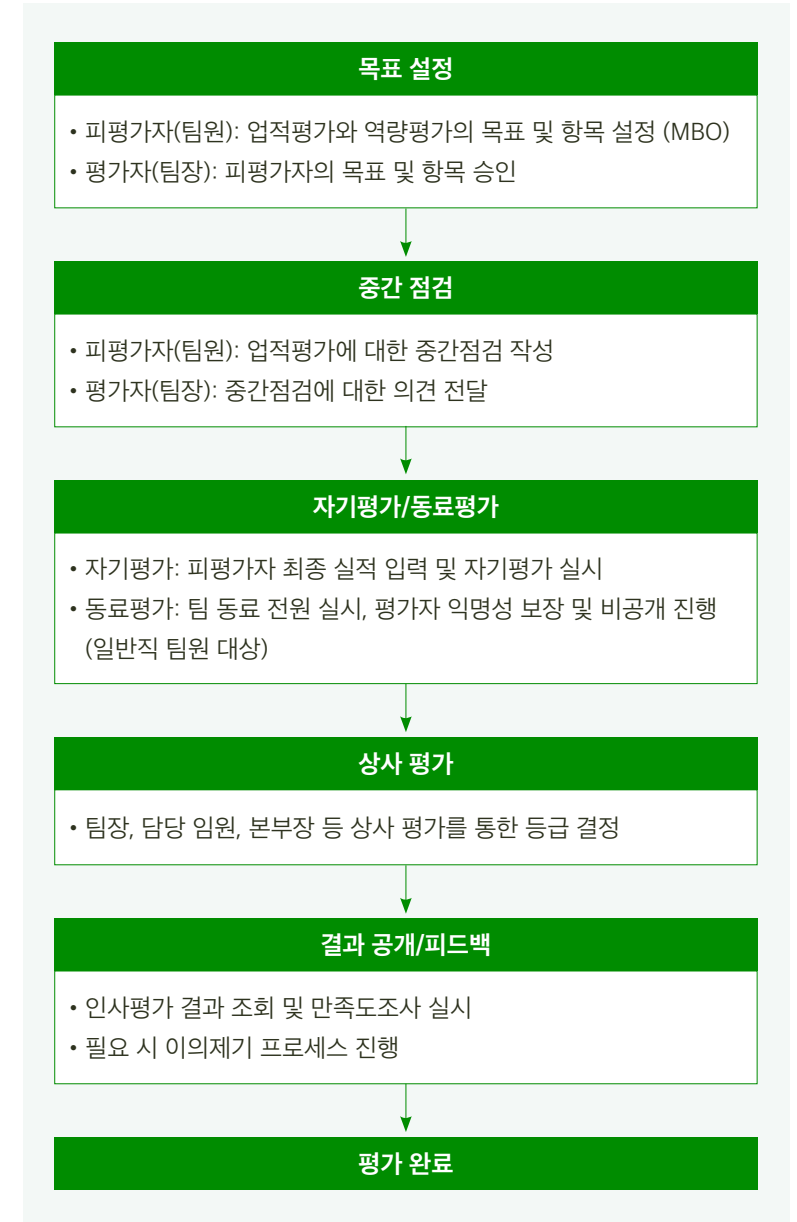 목표 설정
• 피평가자(팀원): 업적평가와 역량평가의 목표 및 항목 설정 (MBO)
• 평가자(팀장): 피평가자의 목표 및 항목 승인
중간 점검
• 피평가자(팀원): 업적평가에 대한 중간점검 작성
• 평가자(팀장): 중간점검에 대한 의견 전달
자기평가/동료평가
• 자기평가: 피평가자 최종 실적 입력 및 자기평가 실시
• 동료평가: 팀 동료 전원 실시, 평가자 익명성 보장 및 비공개 진행
(일반직 팀원 대상)
상사 평가
• 팀장, 담당 임원, 본부장 등 상사 평가를 통한 등급 결정
결과 공개/피드백
• 인사평가 결과 조회 및 만족도조사 실시
• 필요 시 이의제기 프로세스 진행
평가 완료